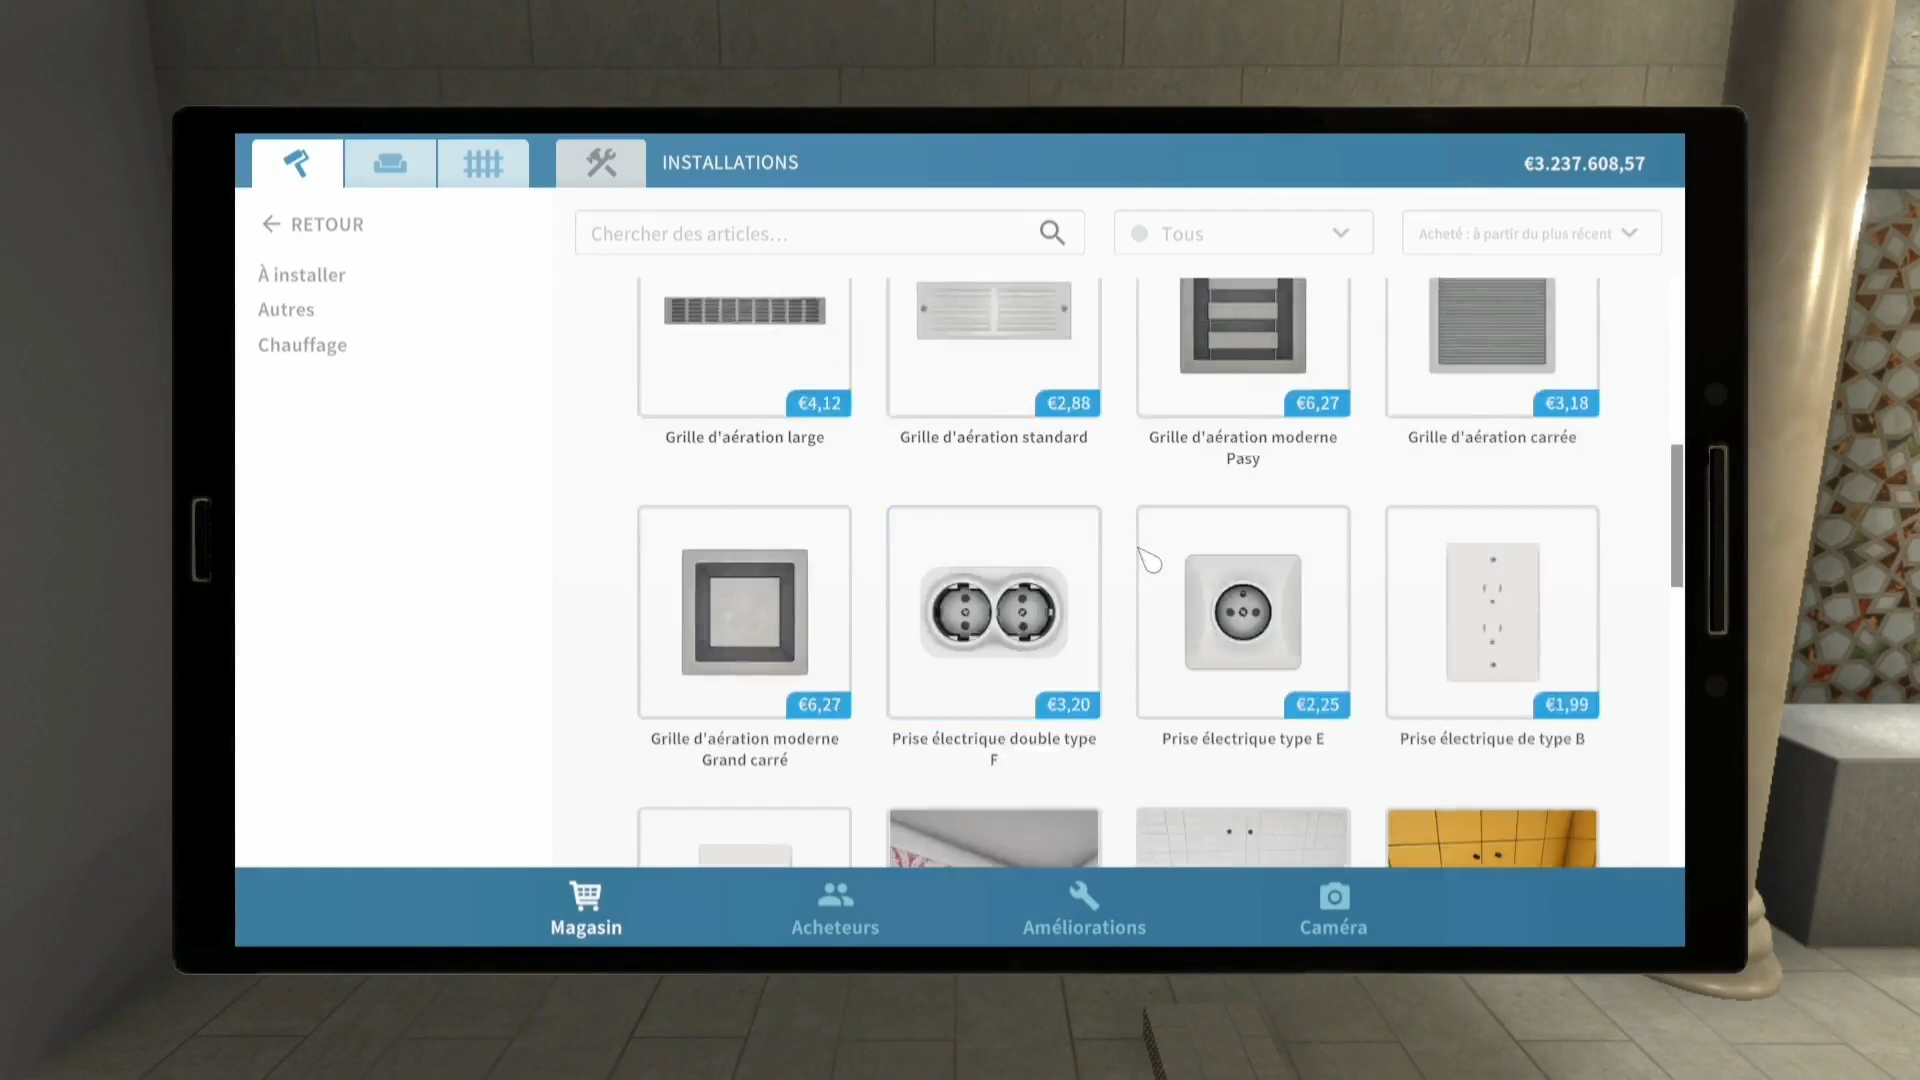 INSTALLATIONS
€3.237.608,57
RETOUR
À installer
Autres
Chauffage
Chercher des articles...
Tous
Acheté : à partir du plus récent
€4,12
€2,88
€6,27
€3,18
Grille d'aération large
Grille d'aération standard
Grille d'aération moderne
Pasy
Grille d'aération carrée
€6,27
€3,20
€2,25
€1,99
Grille d'aération moderne
Grand carré
Prise électrique double type
F
Prise électrique type E
Prise électrique de type B
Magasin
Acheteurs
Améliorations
Caméra